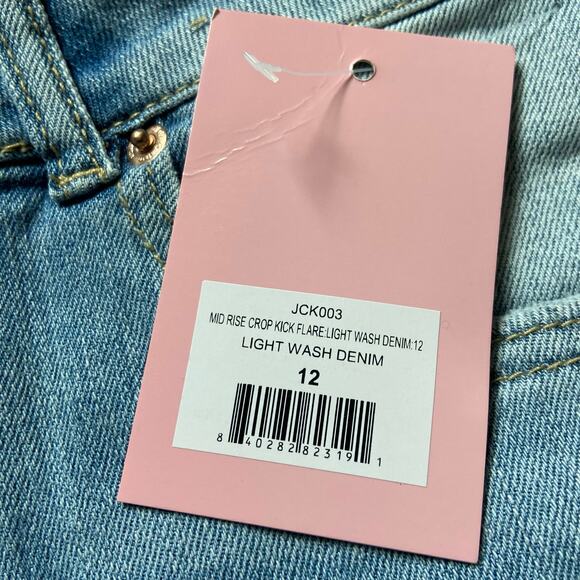 JCK003
MID RISE CROP KICK FLARE:LIGHT WASH DENIM:12
LIGHT WASH DENIM
12
8 40282 82319 1